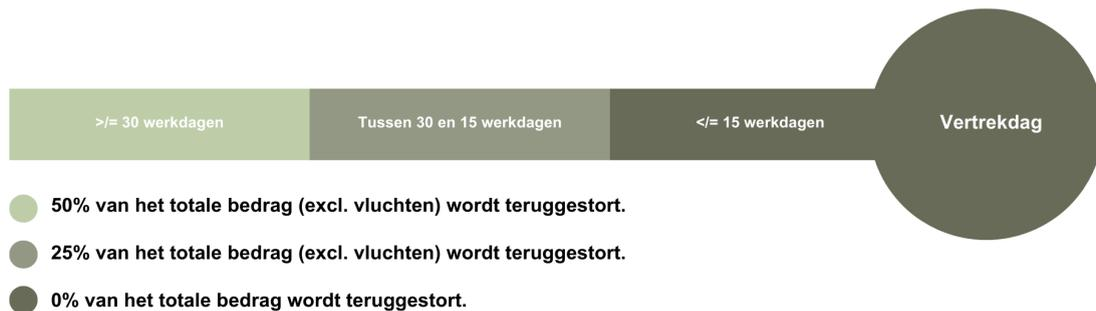 >/= 30 werkdagen
Tussen 30 en 15 werkdagen
</= 15 werkdagen
Vertrekdag
50% van het totale bedrag (excl. vluchten) wordt teruggestort.
25% van het totale bedrag (excl. vluchten) wordt teruggestort.
0% van het totale bedrag wordt teruggestort.